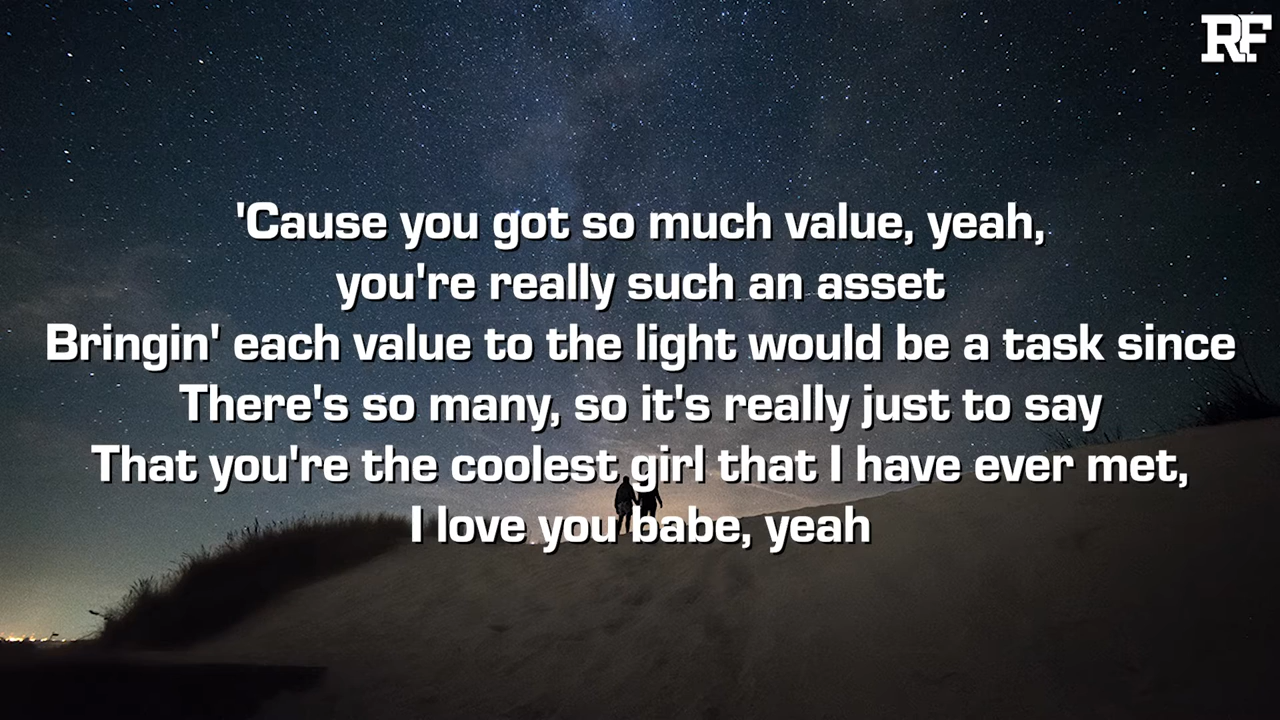 RF
'Cause you got so much value, yeah,
you're really such an asset
Bringin' each value to the light would be a task since
There's so many, so it's really just to say
That you're the coolest girl that I have ever met,
I love you babe, yeah